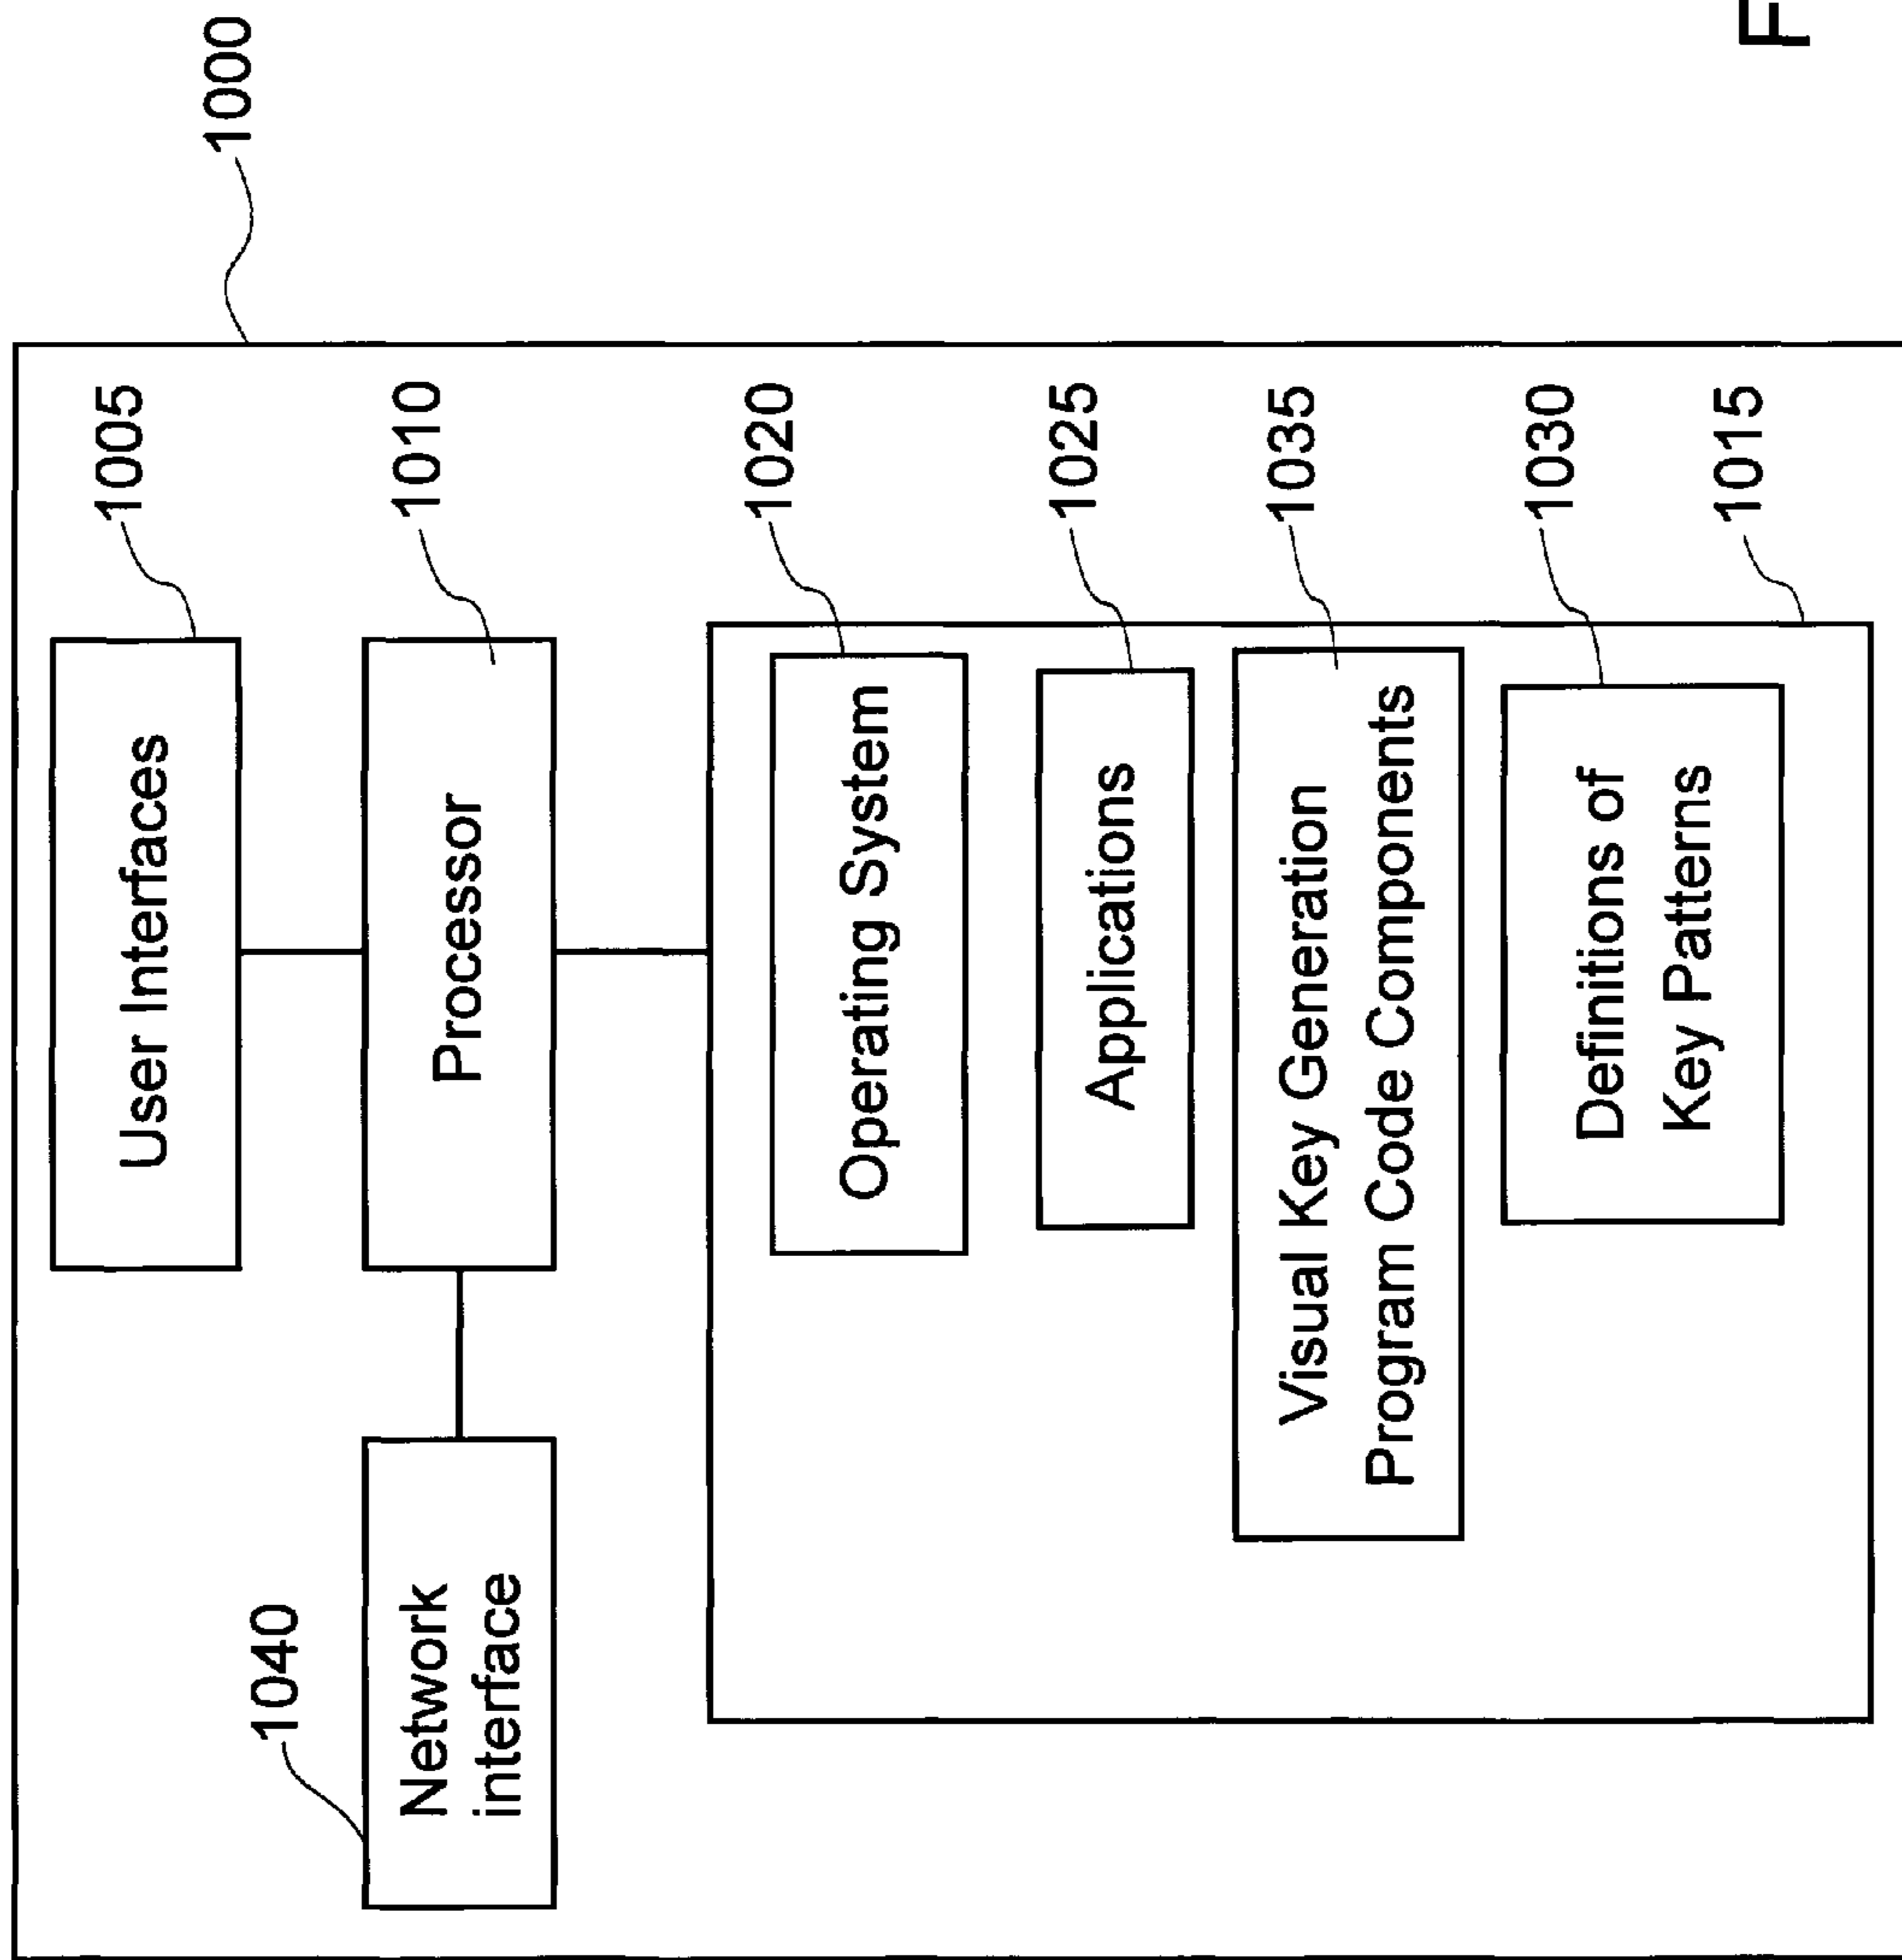 User Interfaces
1005
1000
1040
Network
interface
Processor
1010
Operating System
1020
Applications
1025
Visual Key Generation
Program Code Components
1035
Definitions of
Key Patterns
1030
1015